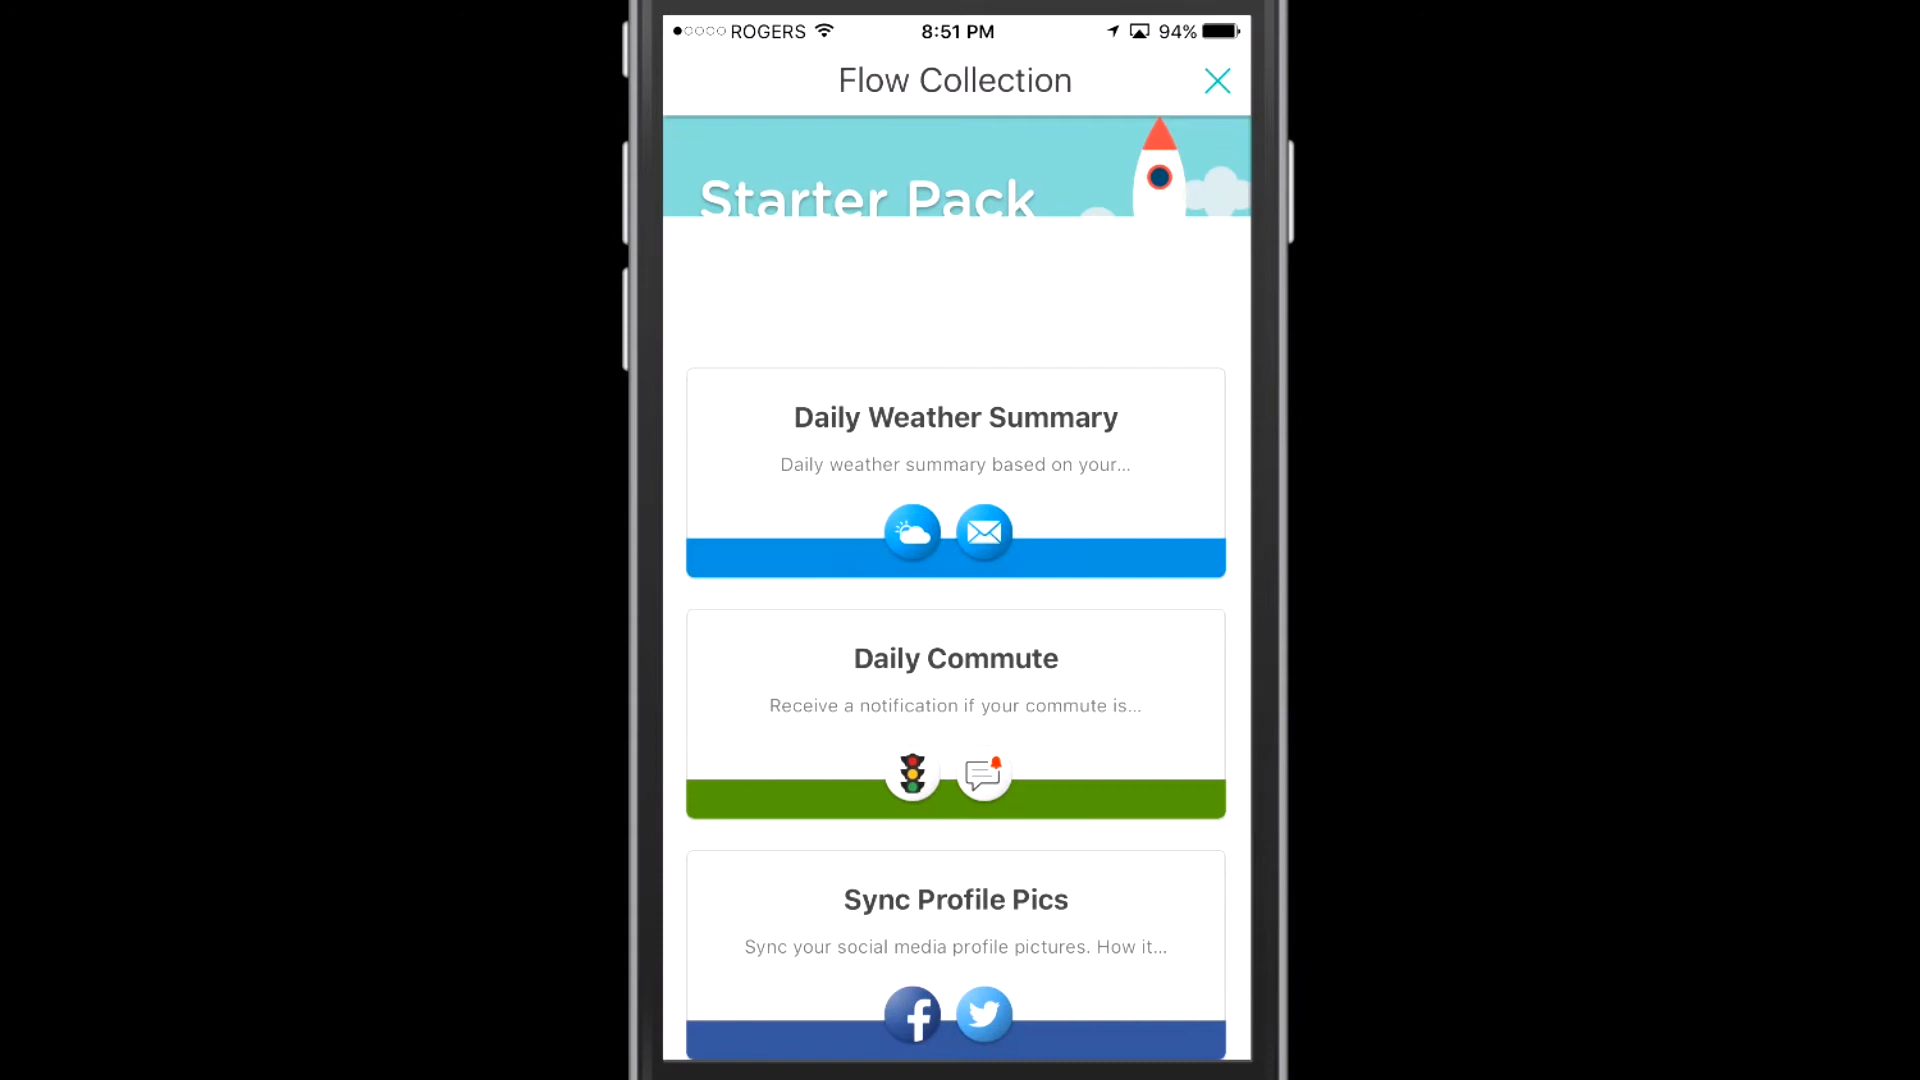 ROGERS 8:51 PM 94%
Flow Collection
Starter Pack
Daily Weather Summary
Daily weather summary based on your...
Daily Commute
Receive a notification if your commute is...
Sync Profile Pics
Sync your social media profile pictures. How it...